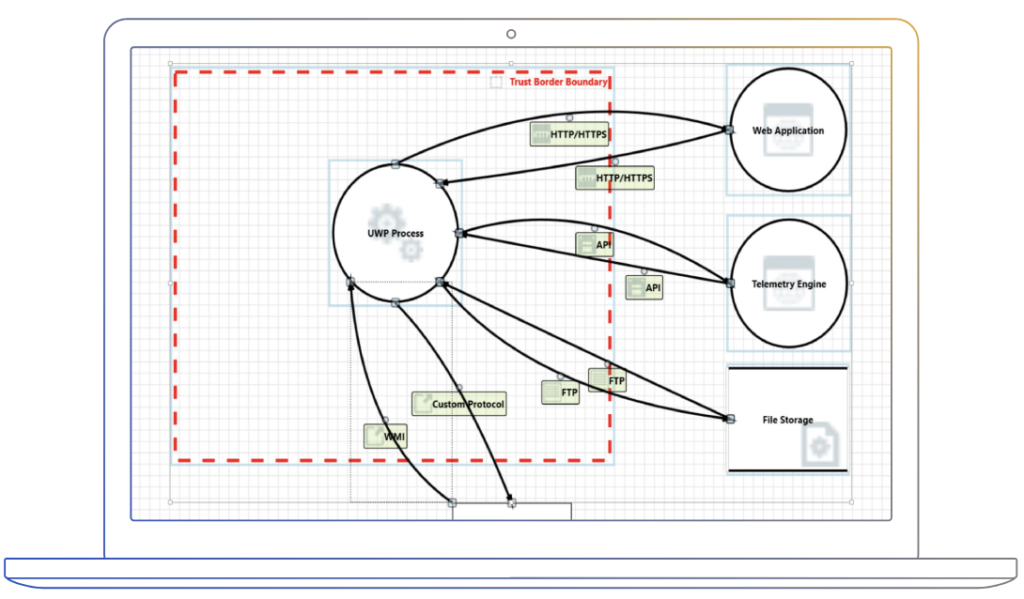 Trust Border Boundary
HTTP/HTTPS
Web Application
HTTP/HTTPS
UWP Process
API
API
Telemetry Engine
FTP
FTP
Custom Protocol
File Storage
WMI